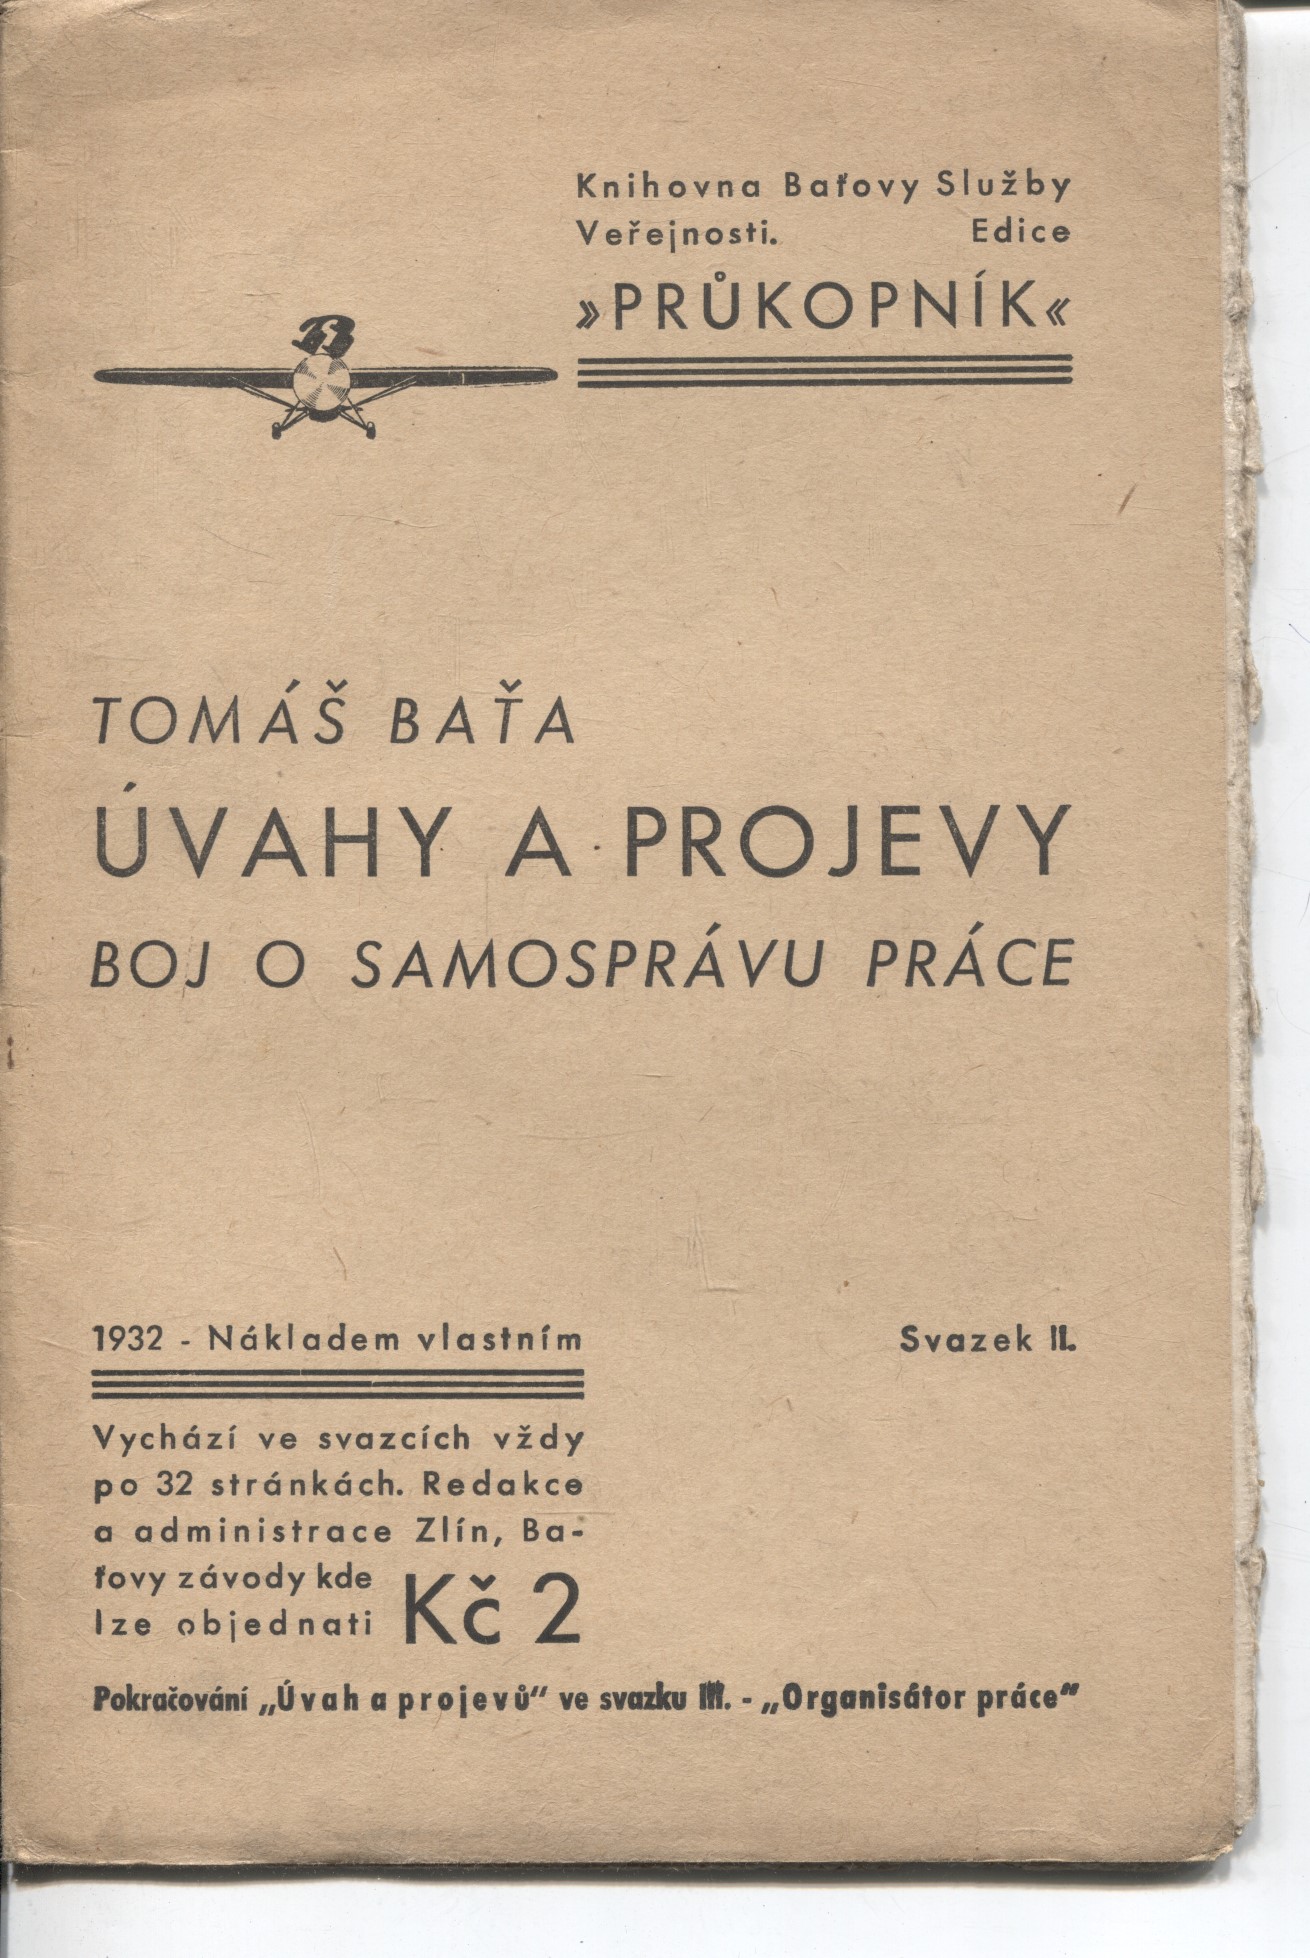 Knihovna Baťovy Služby
Veřejnosti. Edice
»PRŮKOPNÍK«
B
TOMÁŠ BAŤA
ÚVAHY A PROJEVY
BOJ O SAMOSPRÁVU PRÁCE
1932 - Nákladem vlastním
Svazek II.
Vychází ve svazcích vždy
po 32 stránkách. Redakce
a administrace Zlín, Ba-
ťovy závody kde
lze objednati Kč 2
Pokračování „Úvah a projevů“ ve svazku III. - „Organisátor práce“